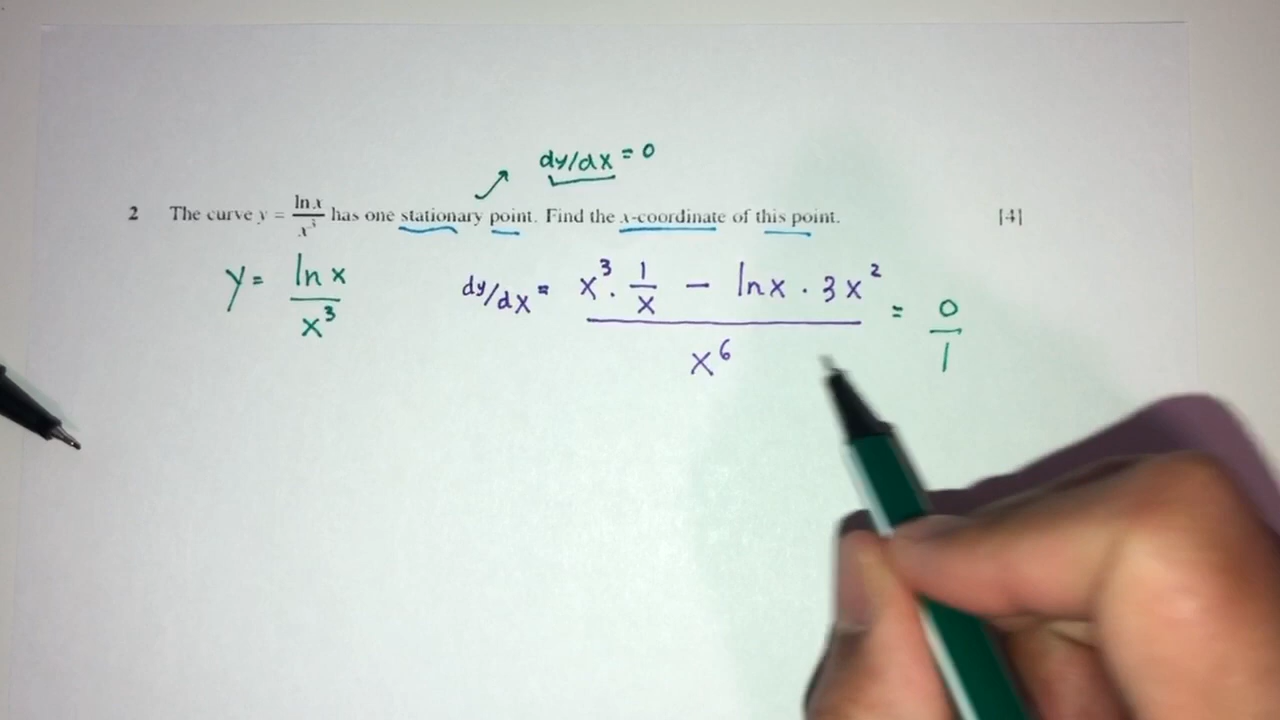 dy/dx = 0
2 The curve y = ln x / x³ has one stationary point. Find the x-coordinate of this point. [4]
y = ln x / x³
dy/dx = x³ · 1/x − ln x · 3x² / x⁶ = 0/1